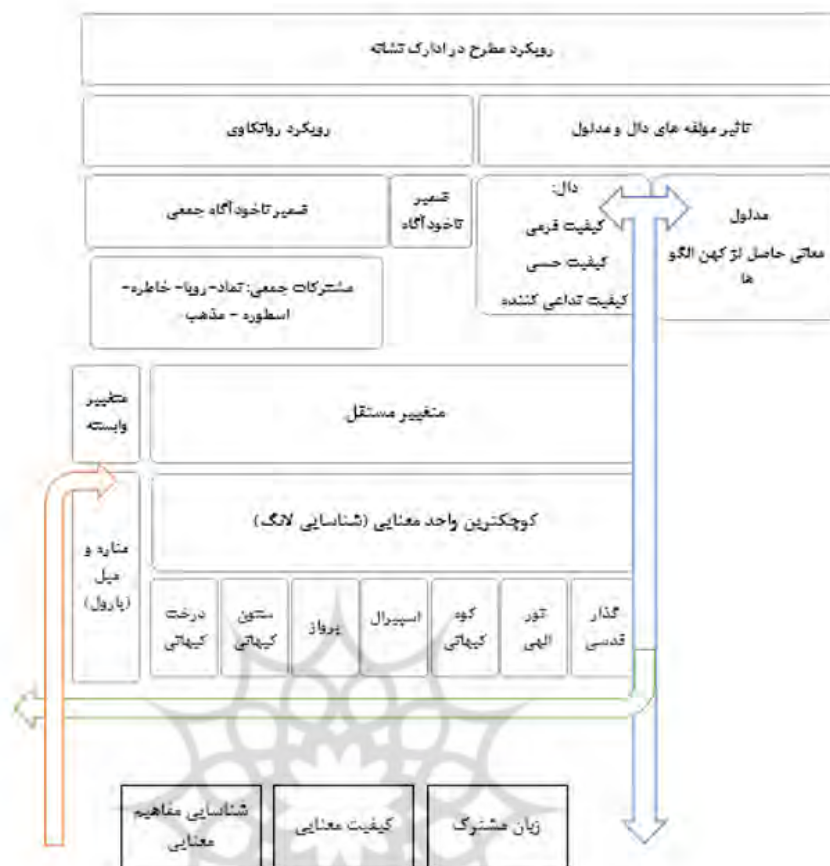 رویکرد مطرح در ادارک نشانه
تاثیر مولفه های دال و مدلول
رویکرد روانکاوی
مدلول
معانی حاصل از کهن الگو
ها
دال:
کیفیت فرمی
کیفیت حسی
کیفیت تداعی کننده
ضمیر
ناخودآگاه
ضمیر ناخودآگاه جمعی
مشترکات جمعی: نماد- رویا- خاطره-
اسطوره - مذهب
متغییر مستقل
متغییر
وابسته
کوچکترین واحد معنایی (شناسایی لانگ)
مناره و
میل
(پارول)
گذار
قدسی
نور
الهی
کوه
کیهانی
اسپیرال
پرواز
ستون
کیهانی
درخت
کیهانی
زبان مشترک
کیفیت معنایی
شناسایی مفاهیم
معنایی